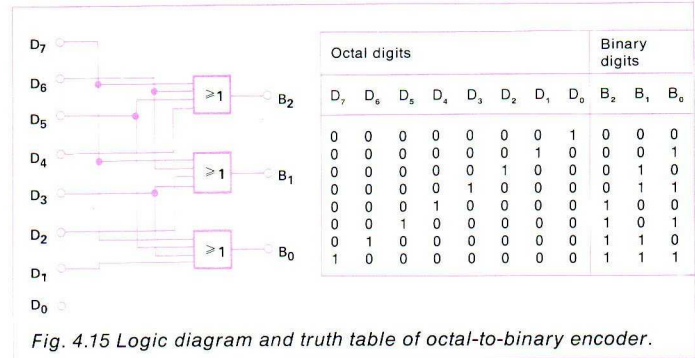 D7
D6
D5
D4
D3
D2
D1
D0
≥1
≥1
≥1
B2
B1
B0
Octal digits Binary digits
D7 D6 D5 D4 D3 D2 D1 D0 B2 B1 B0
0 0 0 0 0 0 0 1 0 0 0
0 0 0 0 0 0 1 0 0 0 1
0 0 0 0 0 1 0 0 0 1 0
0 0 0 0 1 0 0 0 0 1 1
0 0 0 1 0 0 0 0 1 0 0
0 0 1 0 0 0 0 0 1 0 1
0 1 0 0 0 0 0 0 1 1 0
1 0 0 0 0 0 0 0 1 1 1
Fig. 4.15 Logic diagram and truth table of octal-to-binary encoder.